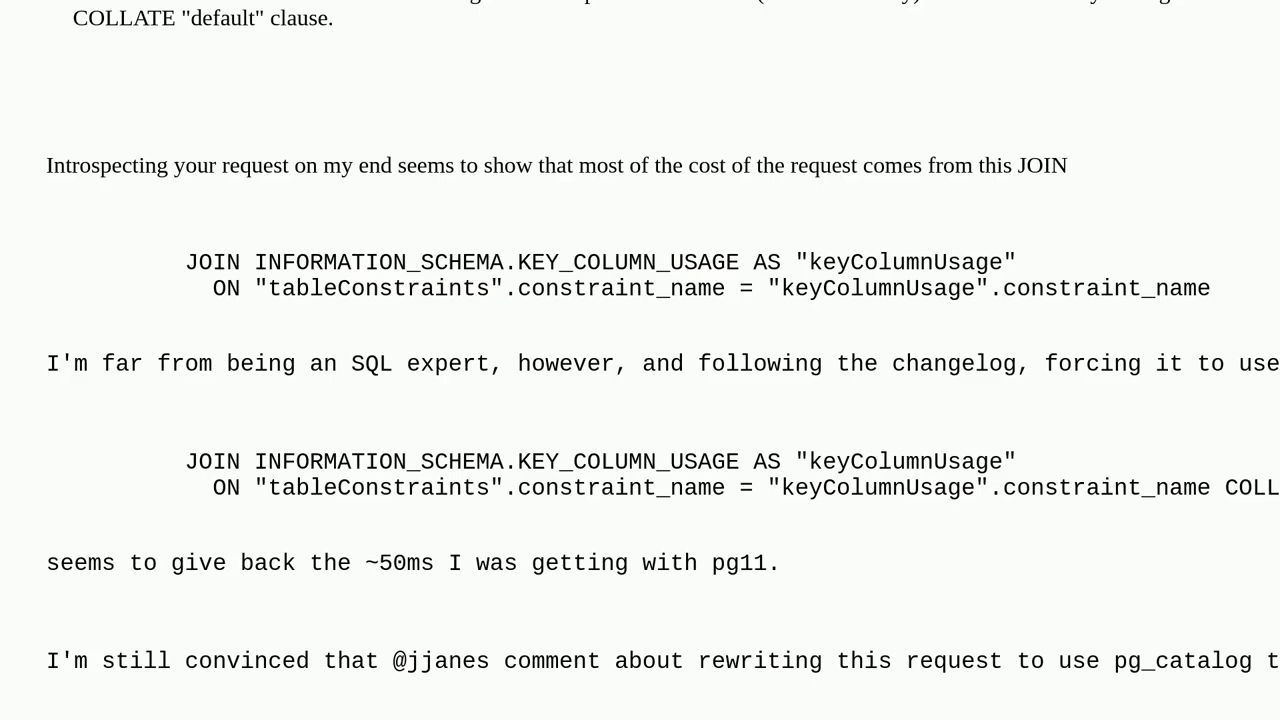 COLLATE "default" clause.
Introspecting your request on my end seems to show that most of the cost of the request comes from this JOIN
JOIN INFORMATION_SCHEMA.KEY_COLUMN_USAGE AS "keyColumnUsage"
ON "tableConstraints".constraint_name = "keyColumnUsage".constraint_name
I'm far from being an SQL expert, however, and following the changelog, forcing it to use
JOIN INFORMATION_SCHEMA.KEY_COLUMN_USAGE AS "keyColumnUsage"
ON "tableConstraints".constraint_name = "keyColumnUsage".constraint_name COLL
seems to give back the ~50ms I was getting with pg11.
I'm still convinced that @jjanes comment about rewriting this request to use pg_catalog t